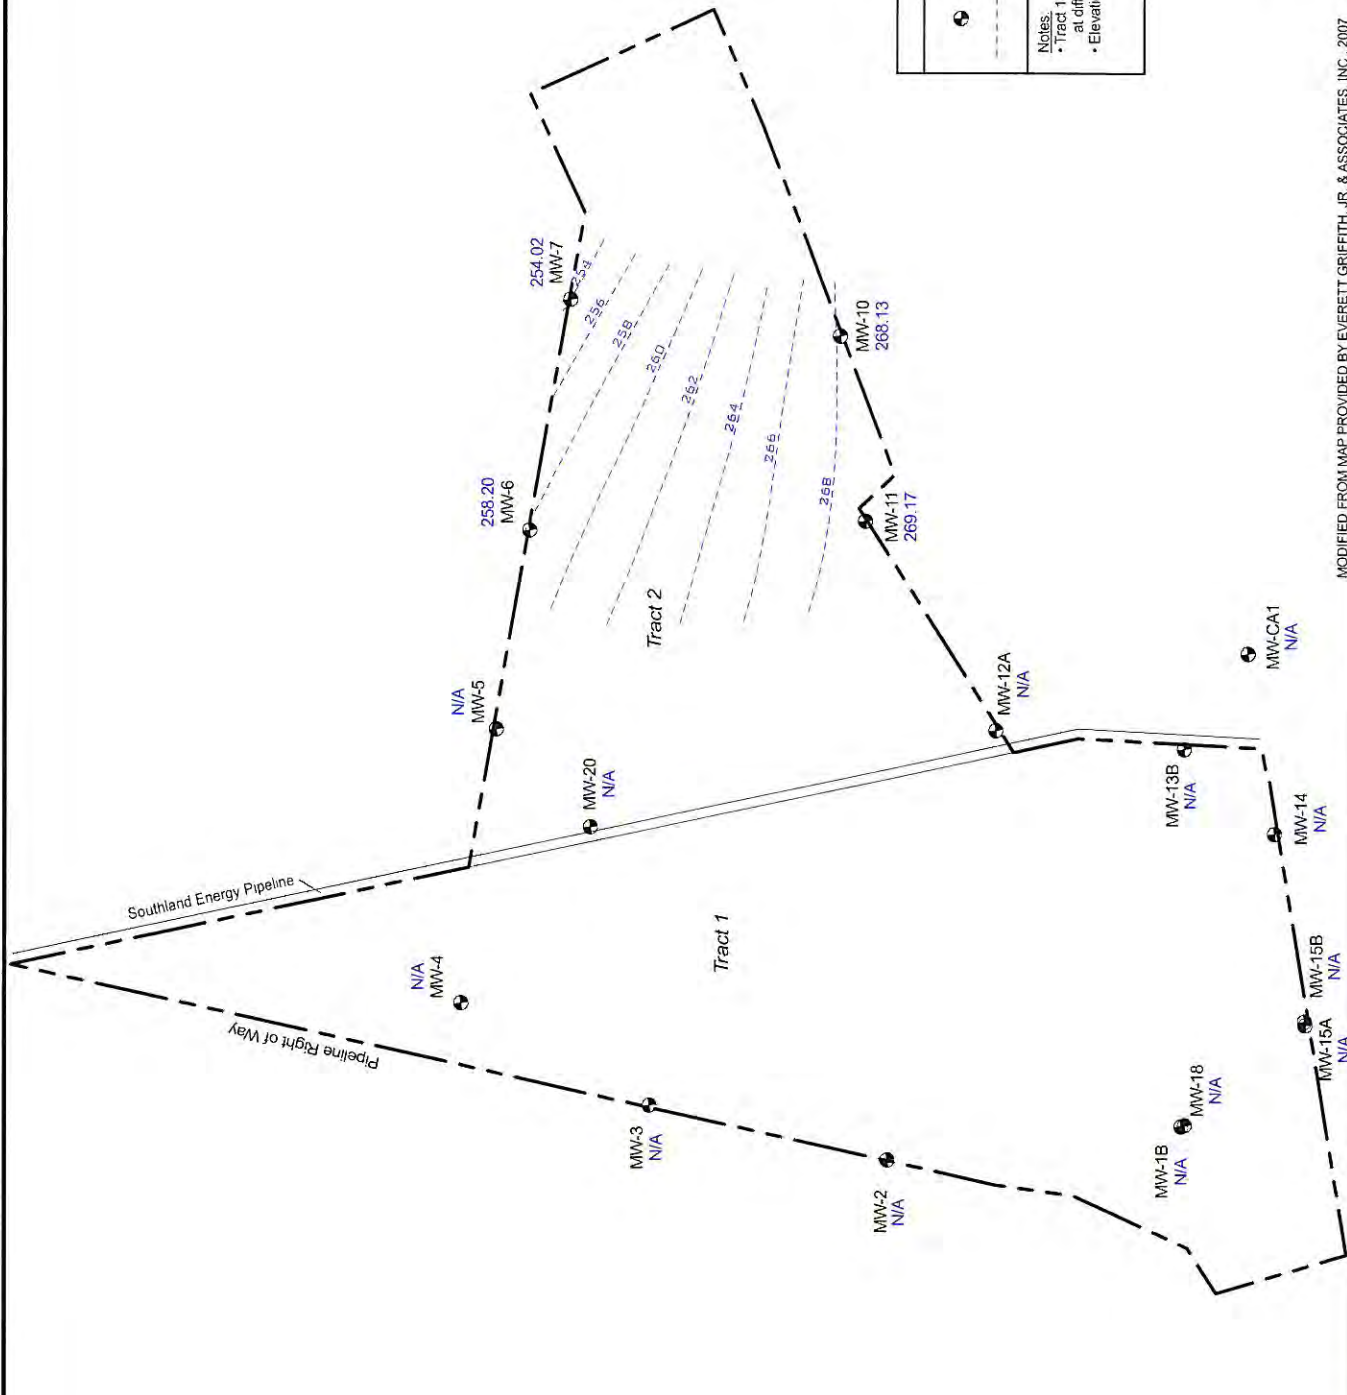 254.02
MW-7
258.20
MW-6
N/A
MW-5
MW-20
N/A
254
256
258
260
262
264
266
268
MW-10
268.13
MW-11
269.17
Tract 2
MW-12A
N/A
Southland Energy Pipeline
N/A
MW-4
Pipeline Right of Way
Tract 1
MW-3
N/A
MW-2
N/A
MW-13B
N/A
MW-CA1
N/A
MW-14
N/A
MW-15B
N/A
MW-15A
N/A
MW-18
N/A
MW-1B
N/A
Notes:
• Tract 1
at
• 
MODIFIED FROM MAP PROVIDED BY EVERETT GRIFFITH, JR. & ASSOCIATES, INC., 2007